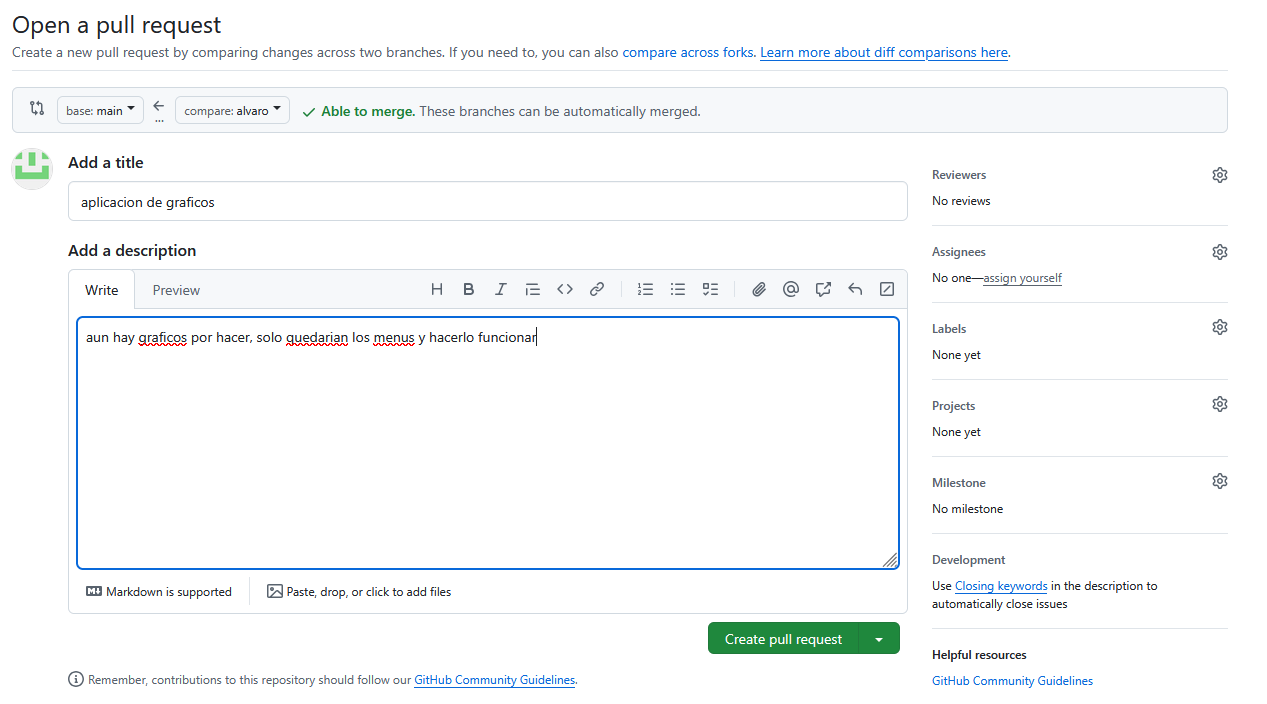 Open a pull request
Create a new pull request by comparing changes across two branches. If you need to, you can also compare across forks. Learn more about diff comparisons here.
base: main
...
compare: alvaro
Able to merge. These branches can be automatically merged.
Add a title
aplicacion de graficos
Add a description
Write
Preview
aun hay graficos por hacer, solo quedarian los menus y hacerlo funcionar
Markdown is supported
Paste, drop, or click to add files
Create pull request
Remember, contributions to this repository should follow our GitHub Community Guidelines.
Reviewers
No reviews
Assignees
No one—assign yourself
Labels
None yet
Projects
None yet
Milestone
No milestone
Development
Use Closing keywords in the description to
automatically close issues
Helpful resources
GitHub Community Guidelines